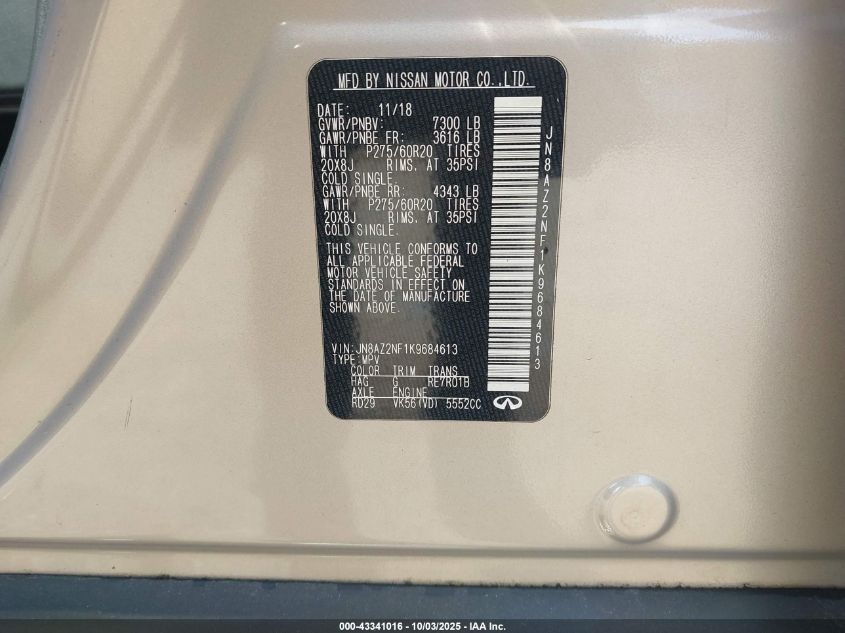 MFD BY NISSAN MOTOR CO.,LTD.
DATE: 11/18
GVWR/PNBV: 7300 LB
GAWR/PNBE FR: 3616 LB
WITH P275/60R20 TIRES
20X8J RIMS, AT 35PSI
COLD SINGLE.
GAWR/PNBE RR: 4343 LB
WITH P275/60R20 TIRES
20X8J RIMS, AT 35PSI
COLD SINGLE.
THIS VEHICLE CONFORMS TO
ALL APPLICABLE FEDERAL
MOTOR VEHICLE SAFETY
STANDARDS IN EFFECT ON
THE DATE OF MANUFACTURE
SHOWN ABOVE.
VIN:JN8AZ2NF1K9684613
TYPE:MPV
COLOR TRIM TRANS
HAG G RE7R01B
AXLE ENGINE
RD29 VK56(VD) 5552CC
JN8AZ2NF1K9684613
000-43341016 - 10/03/2025 - IAA Inc.